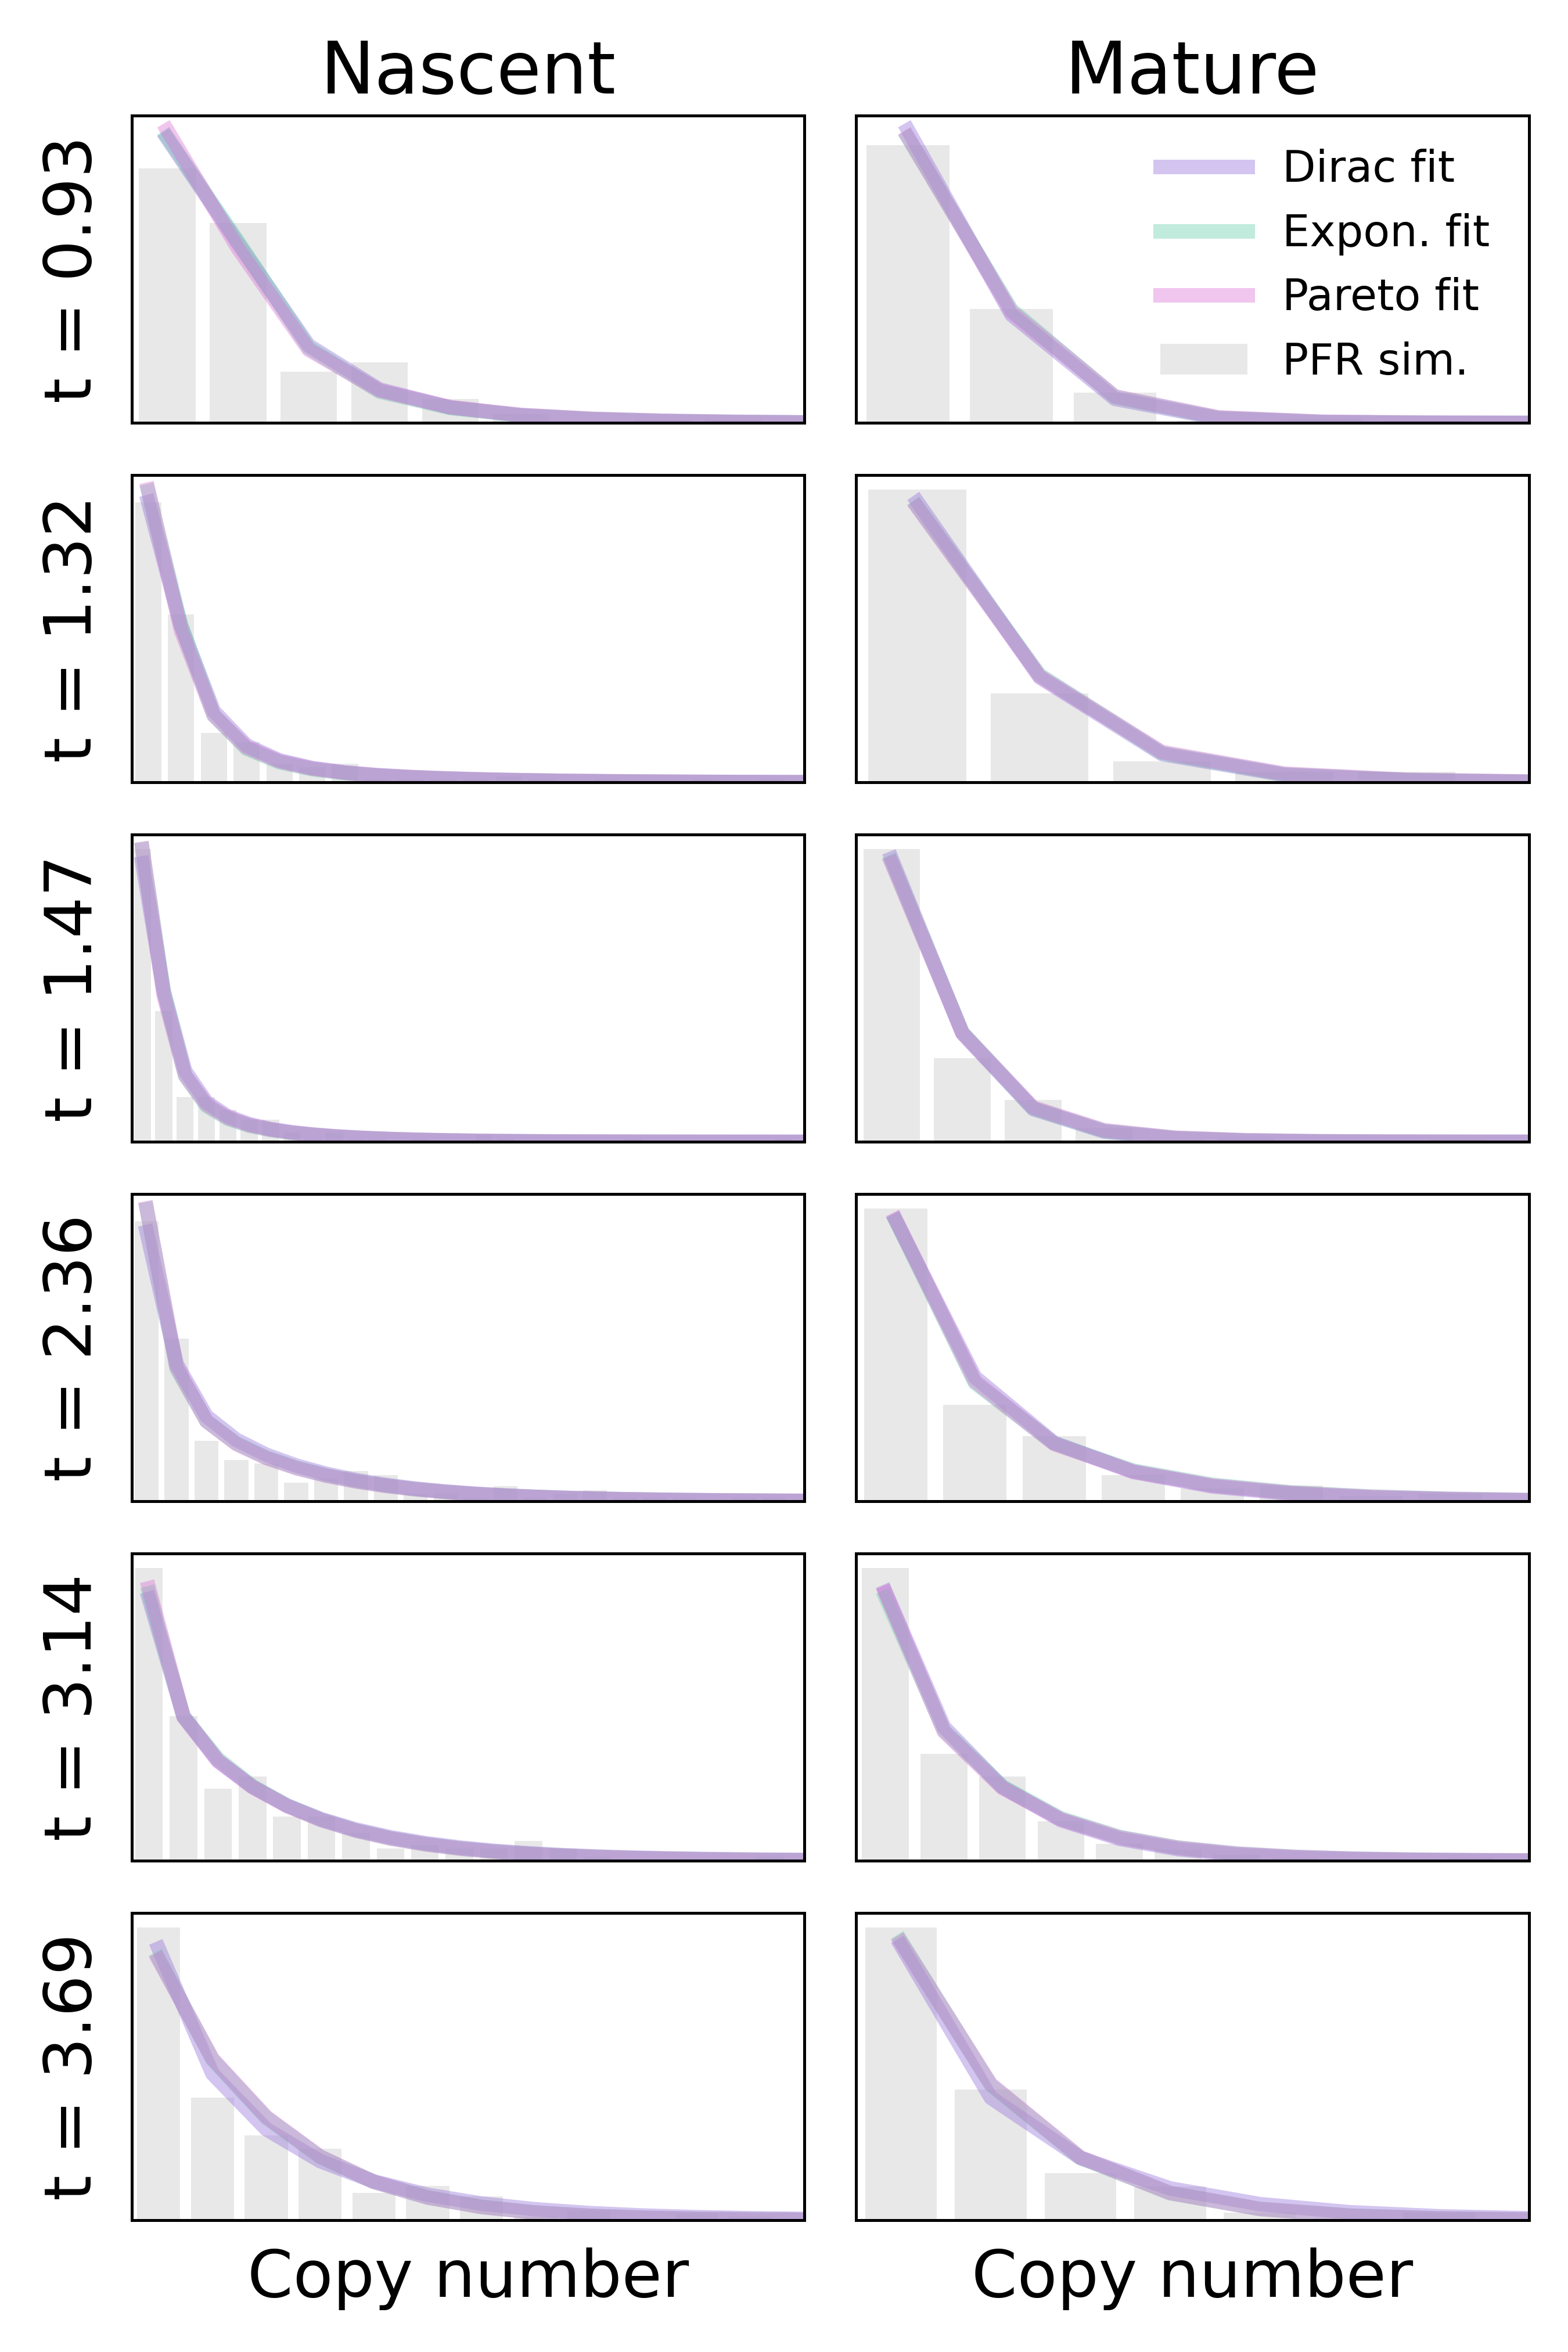 Nascent
Mature
t = 0.93
Dirac fit
Expon. fit
Pareto fit
PFR sim.
t = 1.32
t = 1.47
t = 2.36
t = 3.14
t = 3.69
Copy number
Copy number